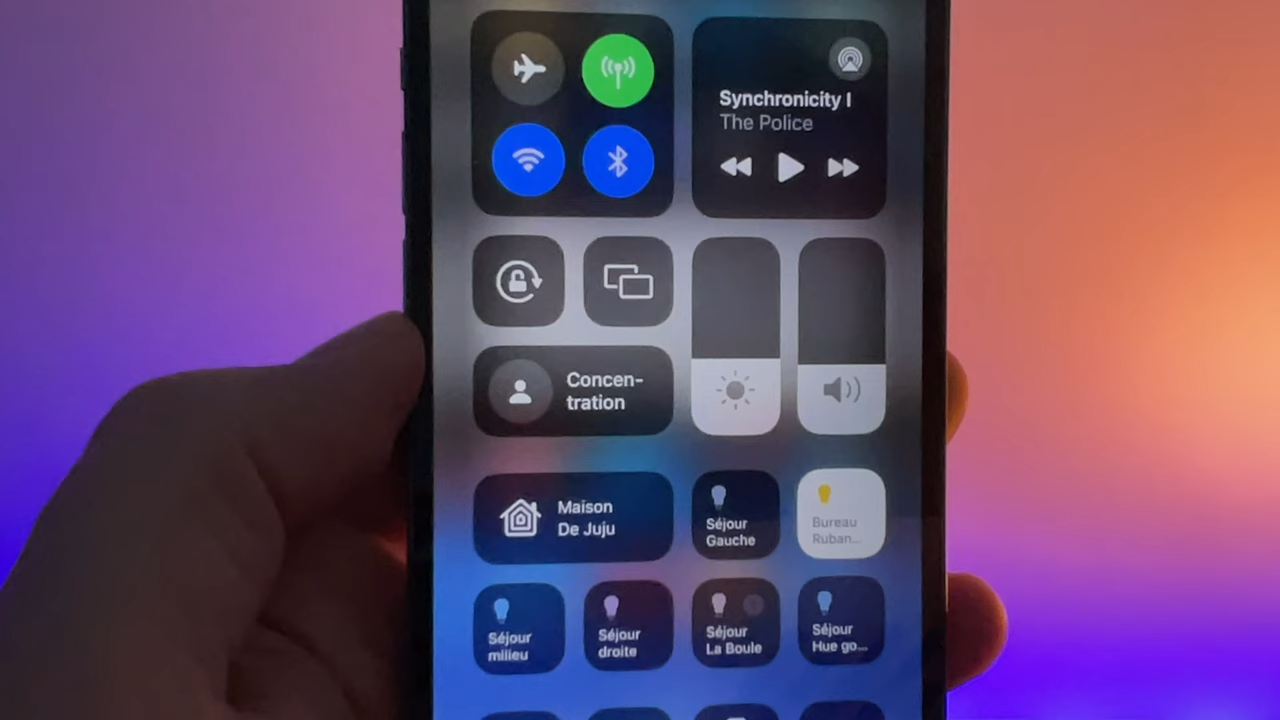 Synchronicity I
The Police
Concen-
tration
Maison
De Juju
Séjour
Gauche
Bureau
Ruban...
Séjour
milieu
Séjour
droite
Séjour
La Boule
Séjour
Hue go...